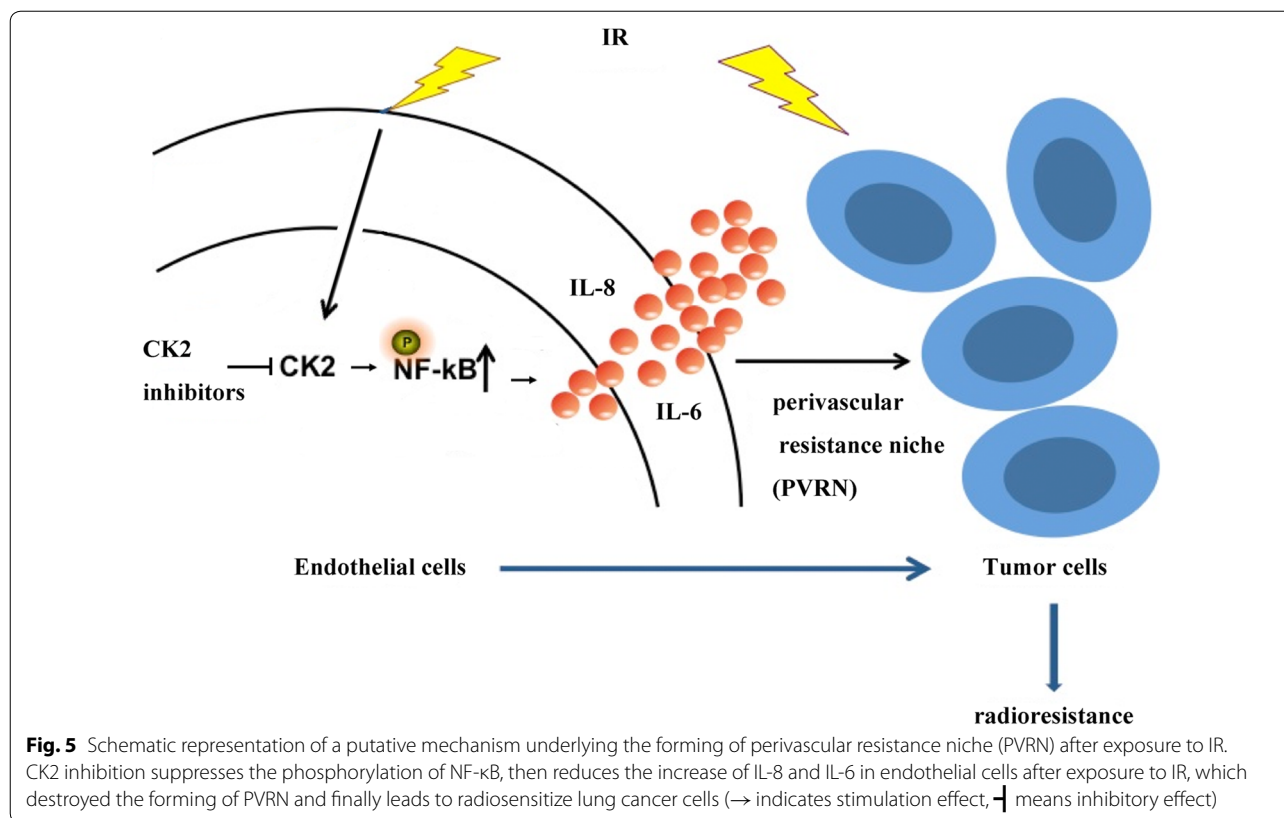 IR
IL-8
CK2
inhibitors
CK2
P
NF-kB
IL-6
perivascular
resistance niche
(PVRN)
Endothelial cells
Tumor cells
radioresistance
Fig. 5 Schematic representation of a putative mechanism underlying the forming of perivascular resistance niche (PVRN) after exposure to IR.
CK2 inhibition suppresses the phosphorylation of NF-κB, then reduces the increase of IL-8 and IL-6 in endothelial cells after exposure to IR, which
destroyed the forming of PVRN and finally leads to radiosensitize lung cancer cells (→ indicates stimulation effect, ⊣ means inhibitory effect)